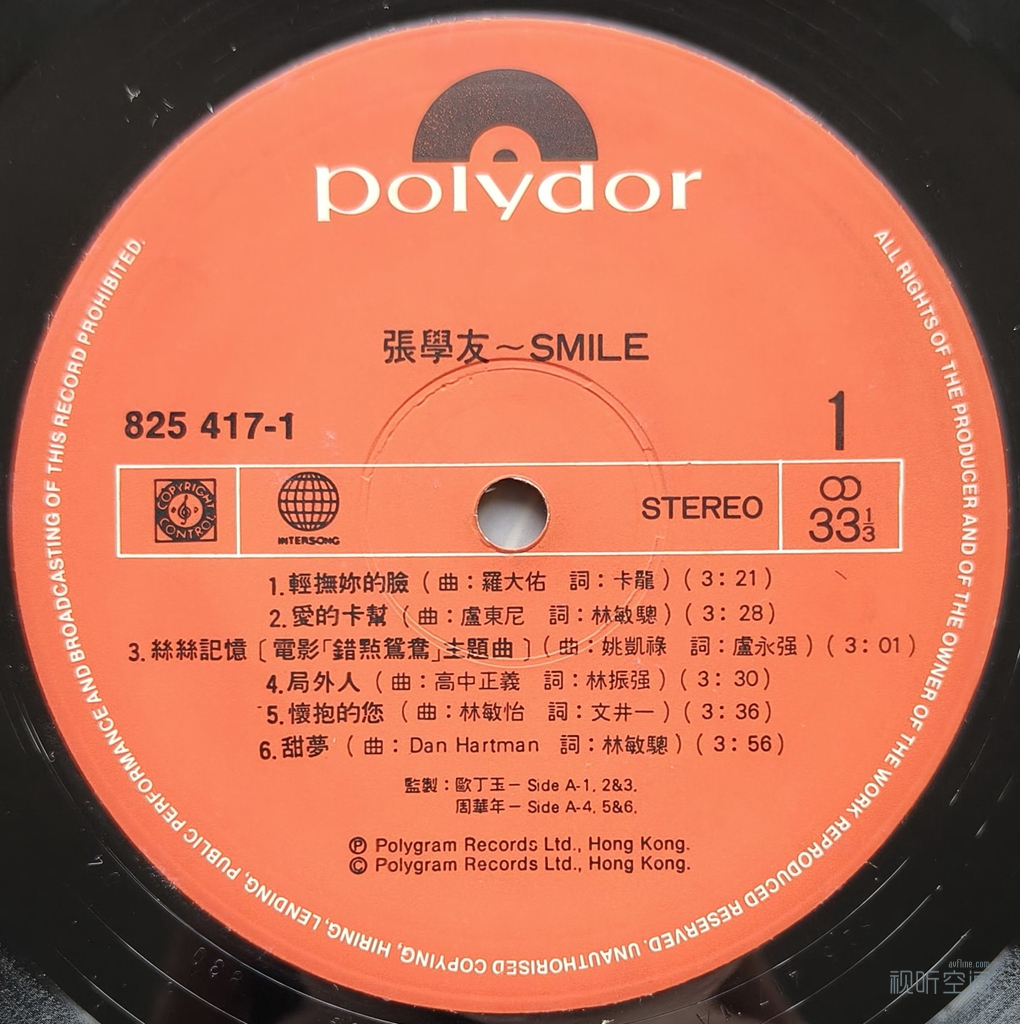 polydor
張學友～SMILE
825 417-1
1
COPYRIGHT CONTROL
INTERSONG
STEREO
33⅓
1.輕撫妳的臉（曲：羅大佑 詞：卡龍）（3：21）
2.愛的卡幫（曲：盧東尼 詞：林敏驄）（3：28）
3.絲絲記憶〔電影「錯點鴛鴦」主題曲〕（曲：姚凱祿 詞：盧永强）（3：01）
4.局外人（曲：高中正義 詞：林振强）（3：30）
5.懷抱的您（曲：林敏怡 詞：文井一）（3：36）
6.甜夢（曲：Dan Hartman 詞：林敏驄）（3：56）
監製：歐丁玉－Side A-1, 2&3.
周華年－Side A-4, 5&6.
Ⓟ Polygram Records Ltd., Hong Kong.
© Polygram Records Ltd., Hong Kong.
ALL RIGHTS OF THE PRODUCER AND OF THE OWNER OF THE WORK REPRODUCED RESERVED. UNAUTHORISED COPYING, HIRING, LENDING, PUBLIC PERFORMANCE AND BROADCASTING OF THIS RECORD PROHIBITED.
avfline.com
视听空